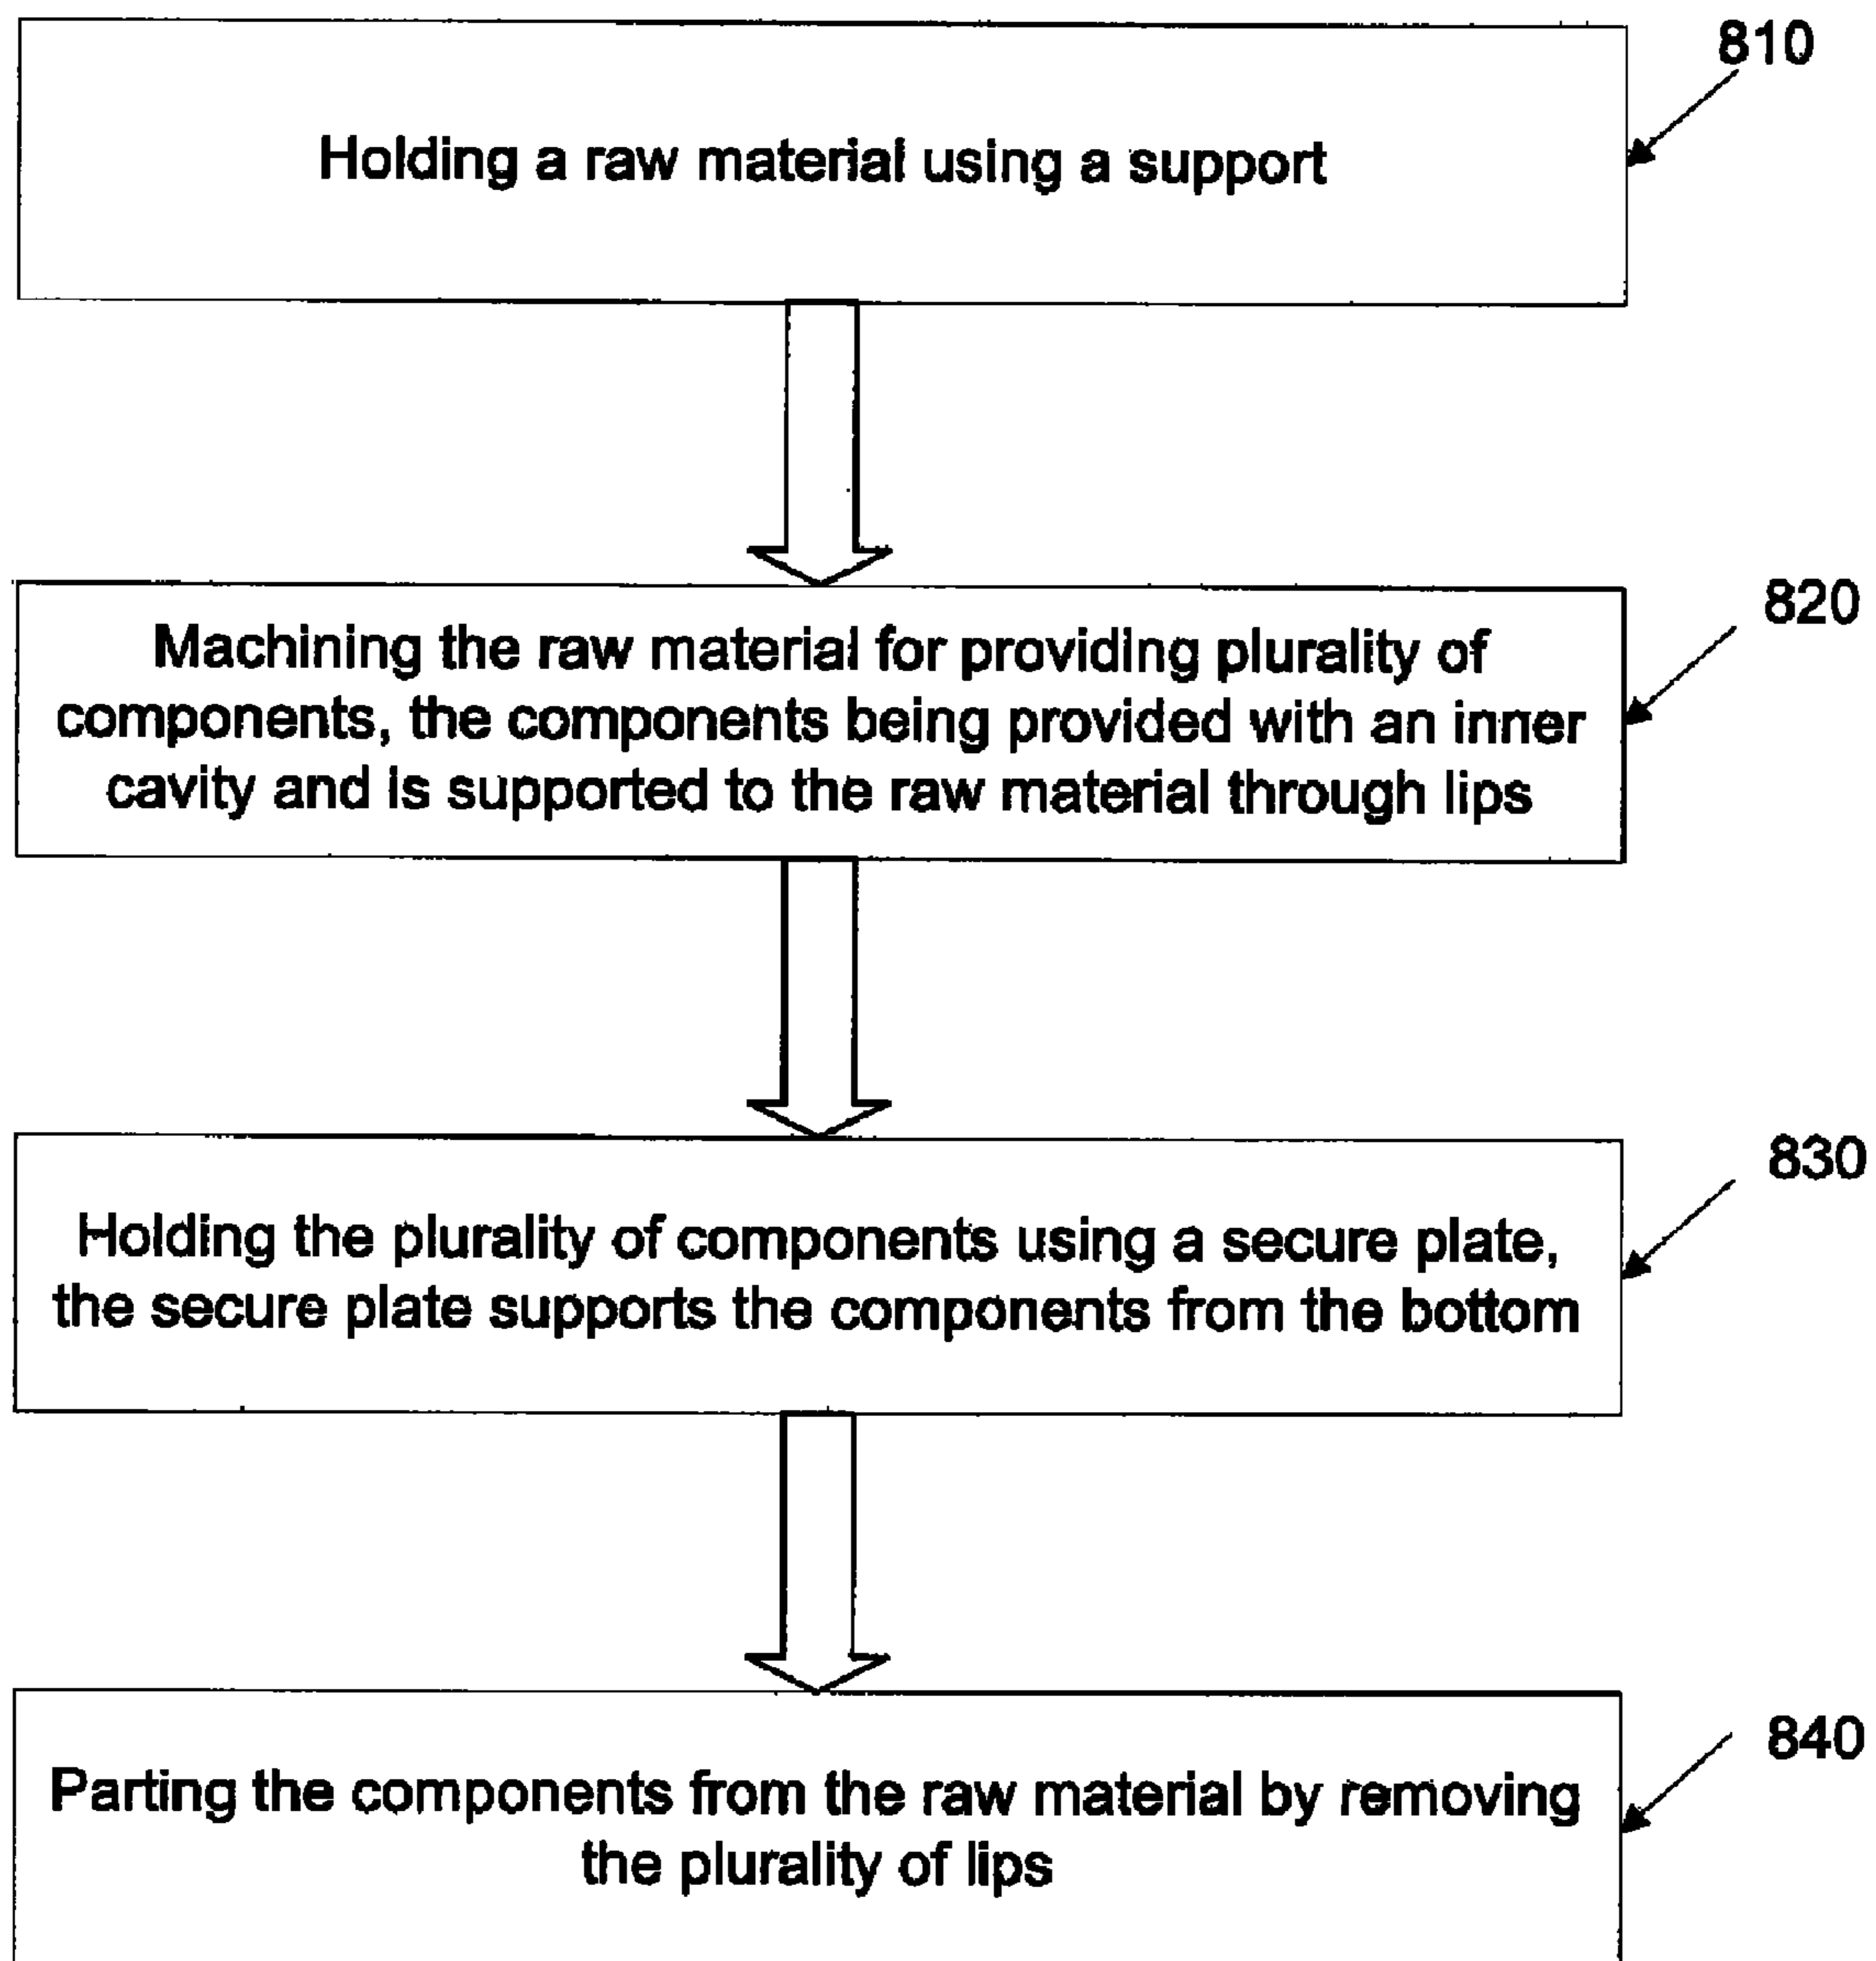 810
Holding a raw material using a support
820
Machining the raw material for providing plurality of
components, the components being provided with an inner
cavity and is supported to the raw material through lips
830
Holding the plurality of components using a secure plate,
the secure plate supports the components from the bottom
840
Parting the components from the raw material by removing
the plurality of lips